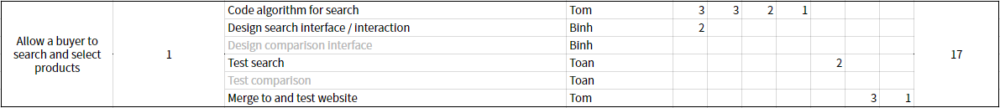 Allow a buyer to
search and select
products
1
Code algorithm for search Tom 3 3 2 1
Design search interface / interaction Binh 2
Design comparison interface Binh
Test search Toan 2
Test comparison Toan
Merge to and test website Tom 3 1
17